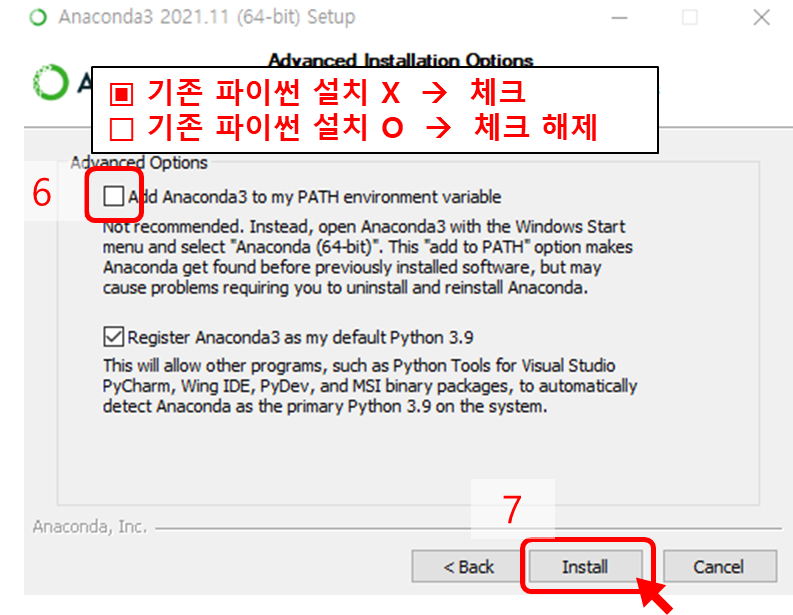 Anaconda3 2021.11 (64-bit) Setup
Advanced Installation Options
▣ 기존 파이썬 설치 X → 체크
□ 기존 파이썬 설치 O → 체크 해제
Advanced Options
6
Add Anaconda3 to my PATH environment variable
Not recommended. Instead, open Anaconda3 with the Windows Start
menu and select "Anaconda (64-bit)". This "add to PATH" option makes
Anaconda get found before previously installed software, but may
cause problems requiring you to uninstall and reinstall Anaconda.
Register Anaconda3 as my default Python 3.9
This will allow other programs, such as Python Tools for Visual Studio
PyCharm, Wing IDE, PyDev, and MSI binary packages, to automatically
detect Anaconda as the primary Python 3.9 on the system.
7
Anaconda, Inc.
< Back
Install
Cancel